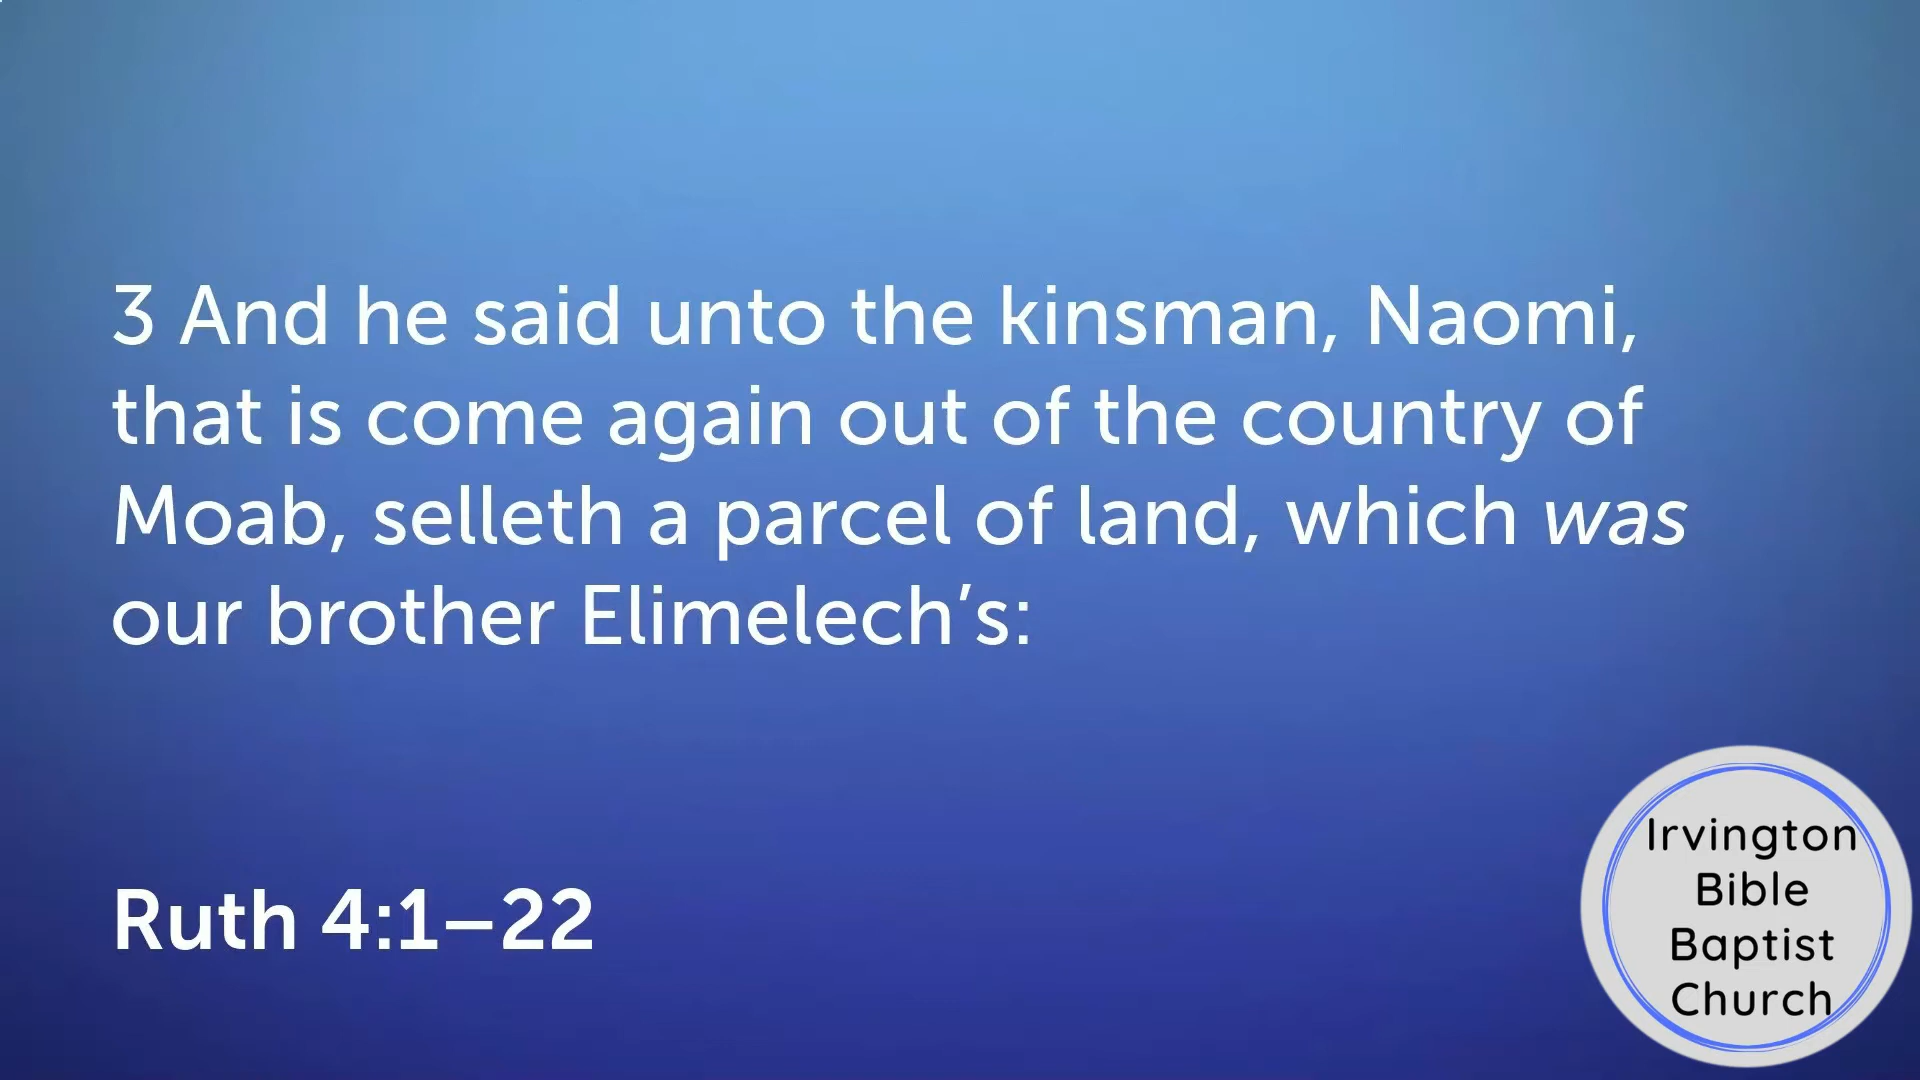 3 And he said unto the kinsman, Naomi,
that is come again out of the country of
Moab, selleth a parcel of land, which was
our brother Elimelech’s:
Ruth 4:1–22
Irvington
Bible
Baptist
Church